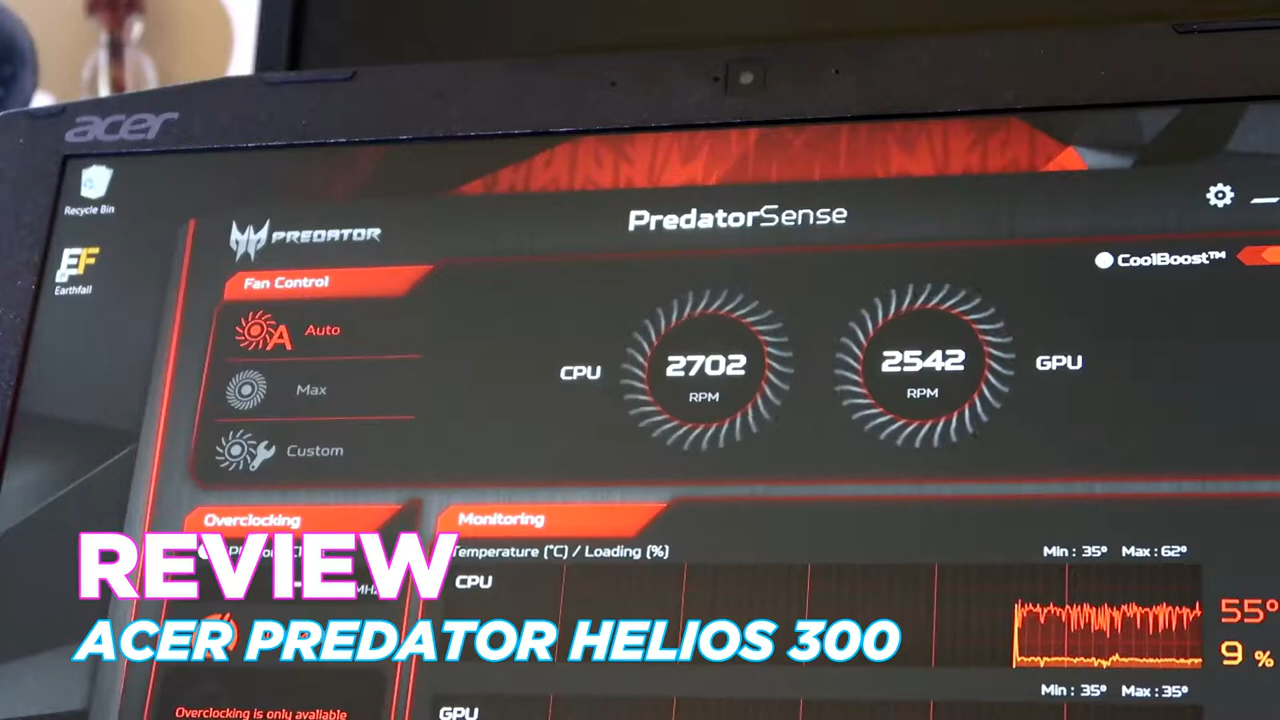 acer
Recycle Bin
Earthfall
PREDATOR
PredatorSense
CoolBoost™
Fan Control
Auto
Max
Custom
CPU
2702
RPM
2542
RPM
GPU
Overclocking
Monitoring
Temperature (°C) / Loading (%)
Min : 35° Max : 62°
CPU
55°
9 %
REVIEW
ACER PREDATOR HELIOS 300
Min : 35° Max : 35°
GPU
Overclocking is only available